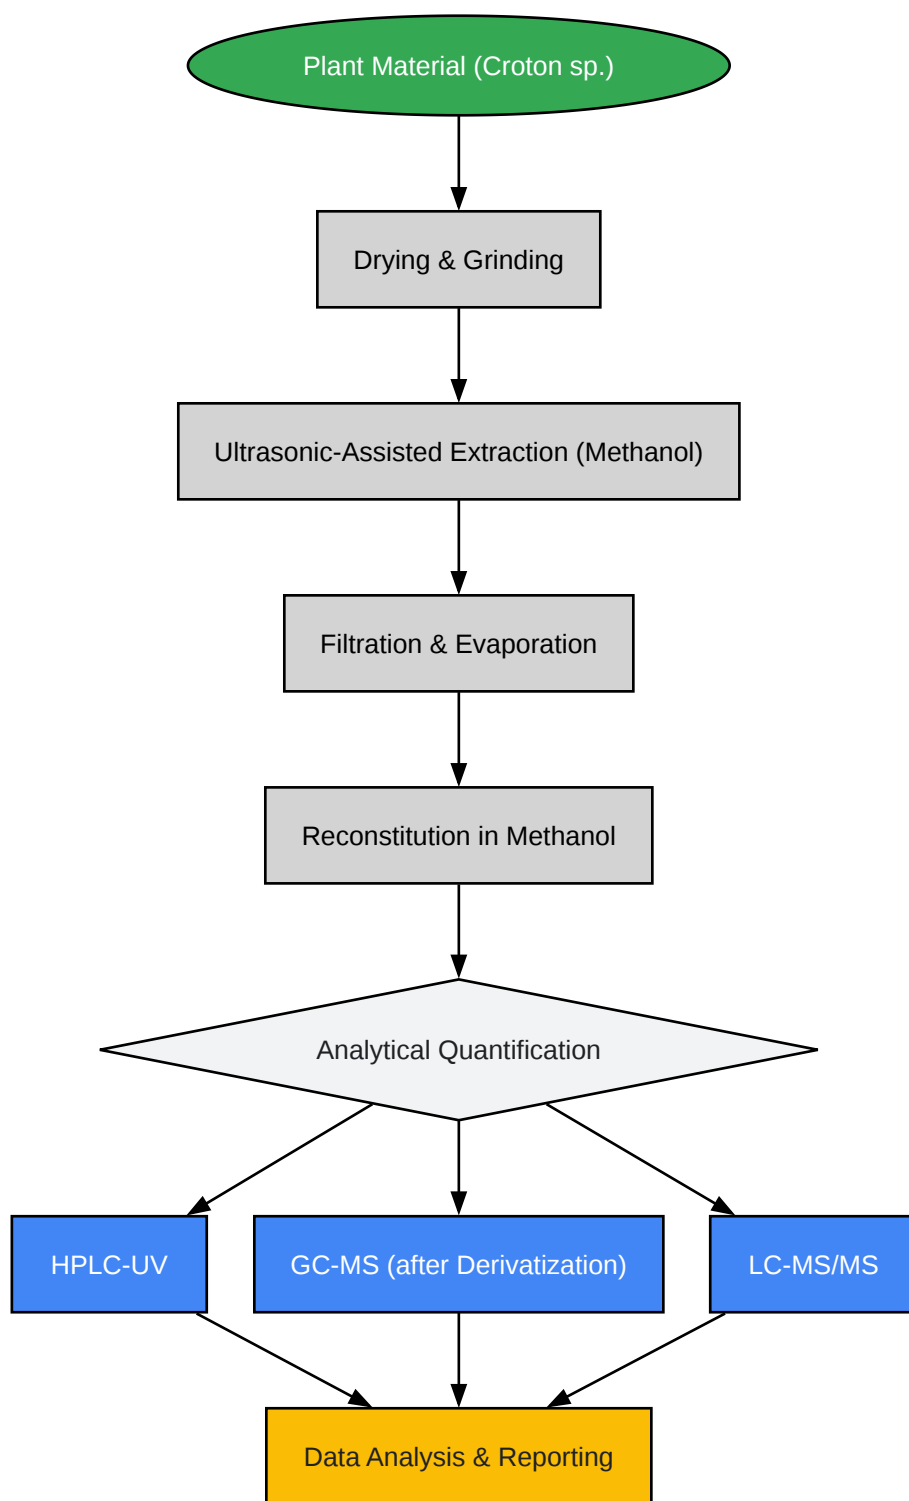 Plant Material (Croton sp.)
Drying & Grinding
Ultrasonic-Assisted Extraction (Methanol)
Filtration & Evaporation
Reconstitution in Methanol
Analytical Quantification
HPLC-UV
GC-MS (after Derivatization)
LC-MS/MS
Data Analysis & Reporting